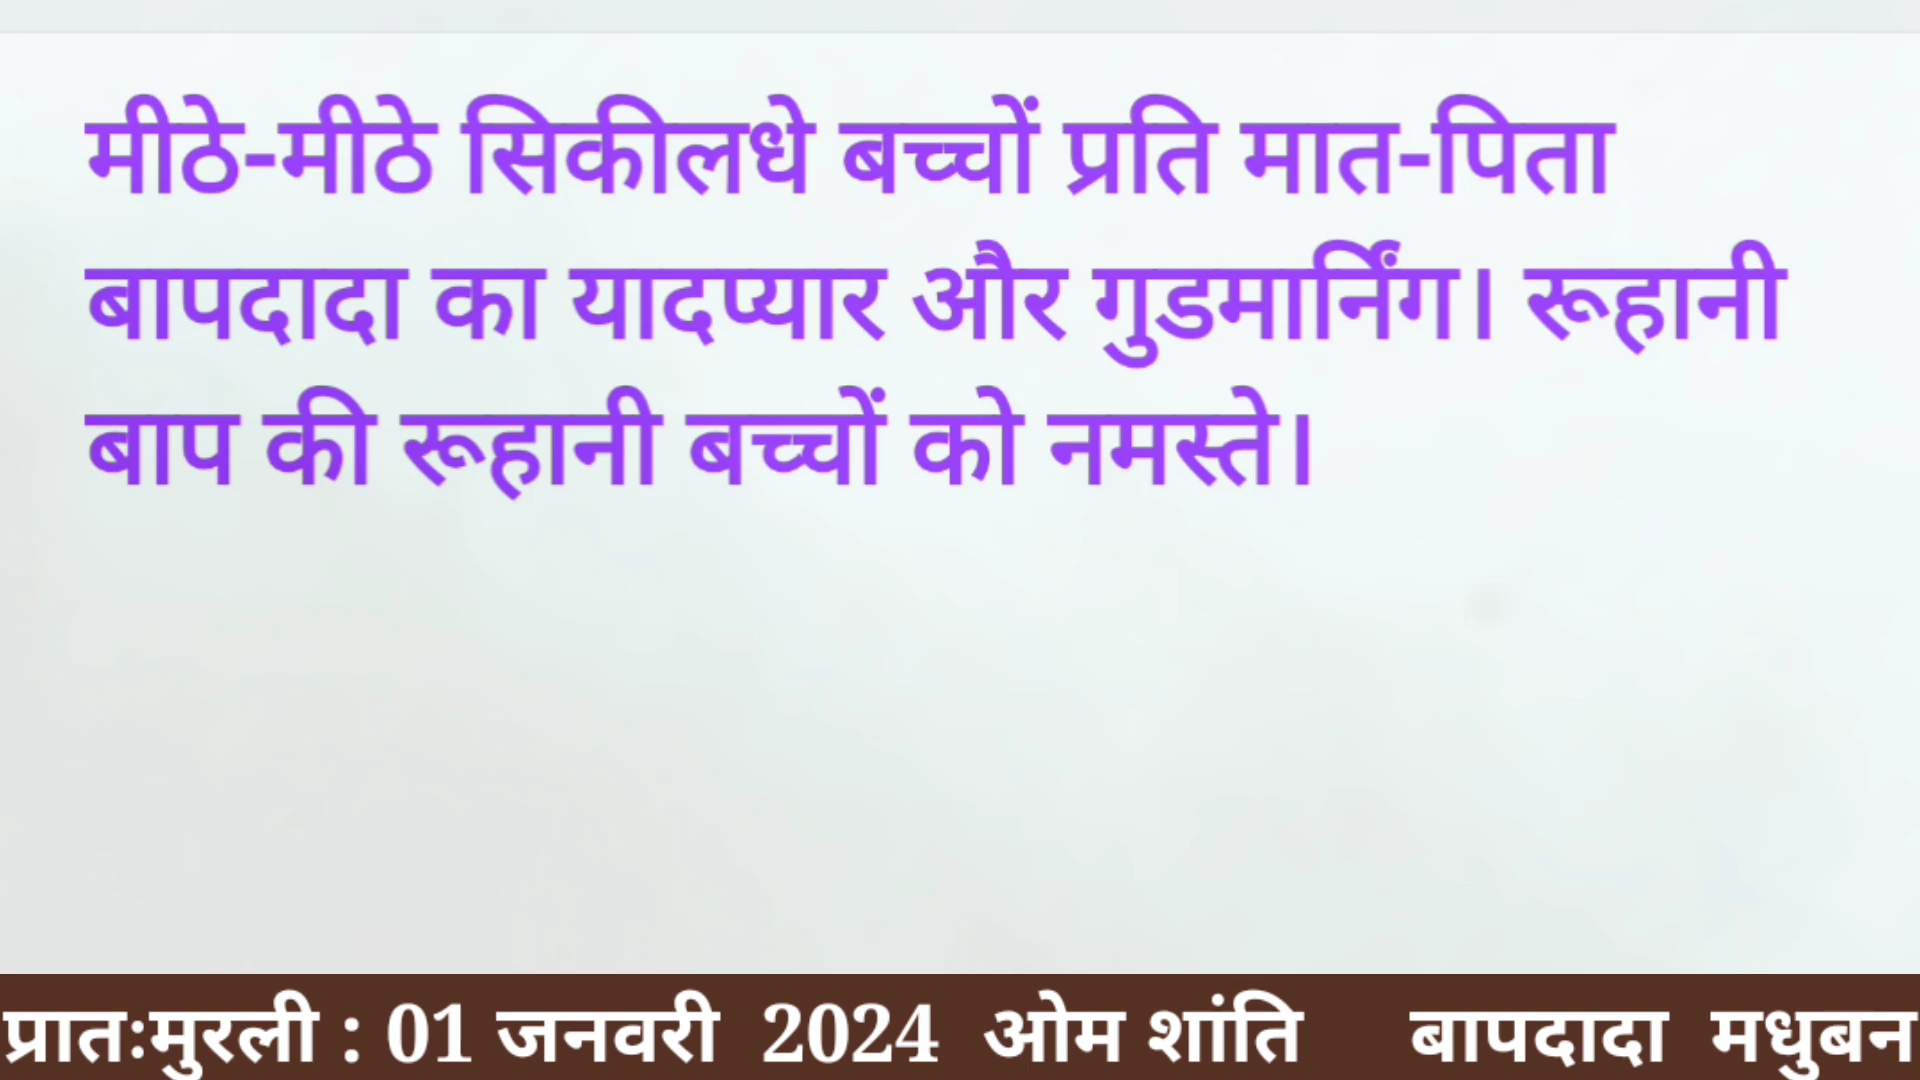 मीठे-मीठे सिकीलधे बच्चों प्रति मात-पिता
बापदादा का यादप्यार और गुडमार्निंग। रूहानी
बाप की रूहानी बच्चों को नमस्ते।
प्रातःमुरली : 01 जनवरी 2024 ओम शांति बापदादा मधुबन